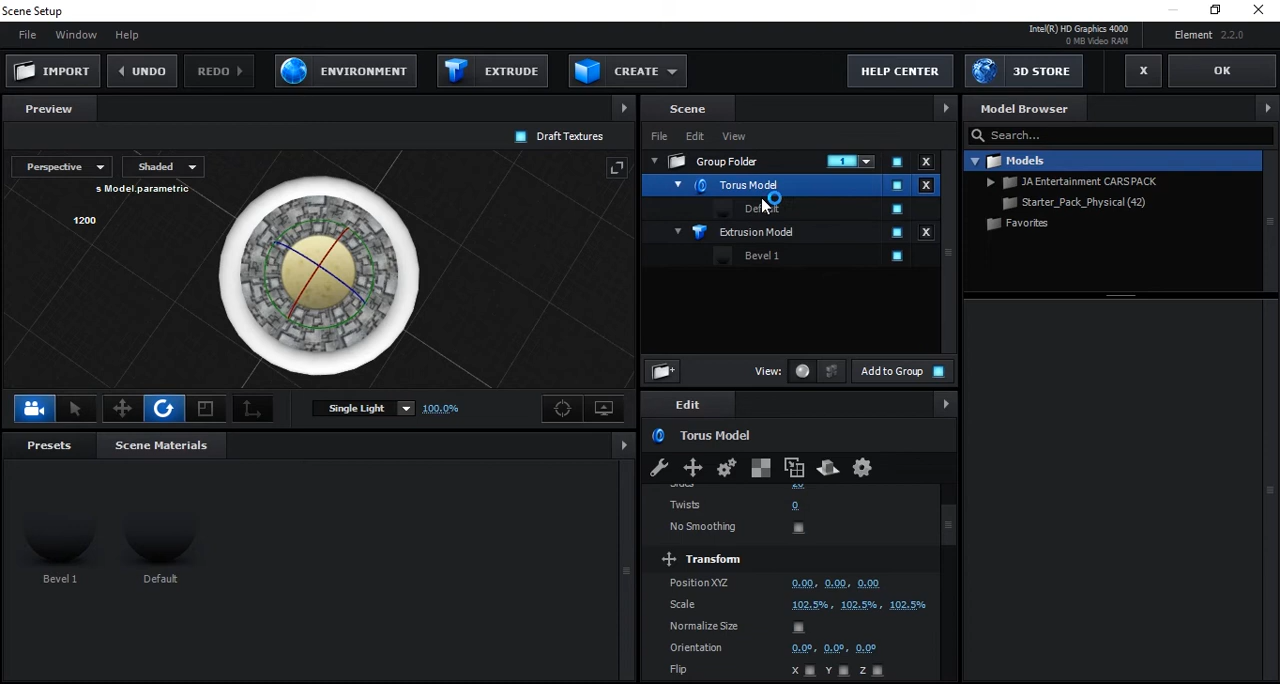 Scene Setup
File Window Help
Intel(R) HD Graphics 4000
0 MB Video RAM
Element 2.2.0
IMPORT UNDO REDO ENVIRONMENT EXTRUDE CREATE HELP CENTER 3D STORE X OK
Preview
Draft Textures
Perspective Shaded
s Model.parametric
1200
Single Light 100.0%
Presets Scene Materials
Bevel 1 Default
Scene
File Edit View
Group Folder 1 X
Torus Model X
Extrusion Model X
Bevel 1
View: Add to Group
Edit
Torus Model
Twists 0
No Smoothing
Transform
Position XYZ 0.00, 0.00, 0.00
Scale 102.5%, 102.5%, 102.5%
Normalize Size
Orientation 0.0º, 0.0º, 0.0º
Flip X Y Z
Model Browser
Search...
Models
JA Entertainment CARSPACK
Starter_Pack_Physical (42)
Favorites